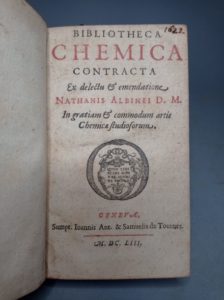 1622
BIBLIOTHECA
CHEMICA
CONTRACTA
Ex delectu & emendatione
NATHANIS ALBINEI D. M.
In gratiam & commodum artis
Chemicæ studiosorum.
GENEVÆ,
Sumpt. Ioannis Ant. & Samuelis de Tournes.
M. DC. LIII.